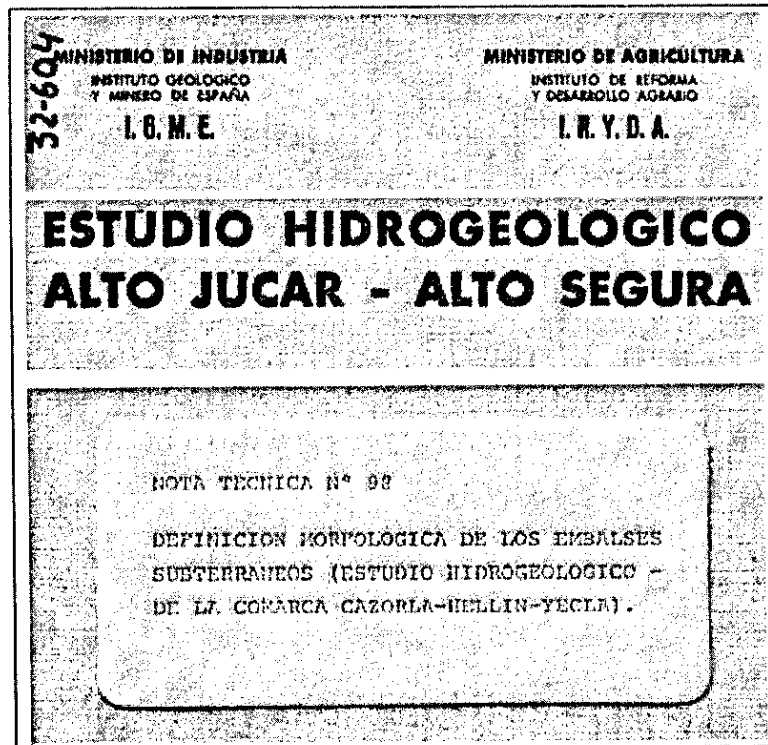 32-604
MINISTERIO DE INDUSTRIA
INSTITUTO GEOLOGICO
Y MINERO DE ESPAÑA
I. G. M. E.
MINISTERIO DE AGRICULTURA
INSTITUTO DE REFORMA
Y DESARROLLO AGRARIO
I. R. Y. D. A.
ESTUDIO HIDROGEOLOGICO
ALTO JUCAR - ALTO SEGURA
NOTA TECNICA Nº 98
DEFINICION MORFOLOGICA DE LOS EMBALSES
SUBTERRANEOS (ESTUDIO HIDROGEOLOGICO -
DE LA COMARCA CAZORLA-HELLIN-YECLA).